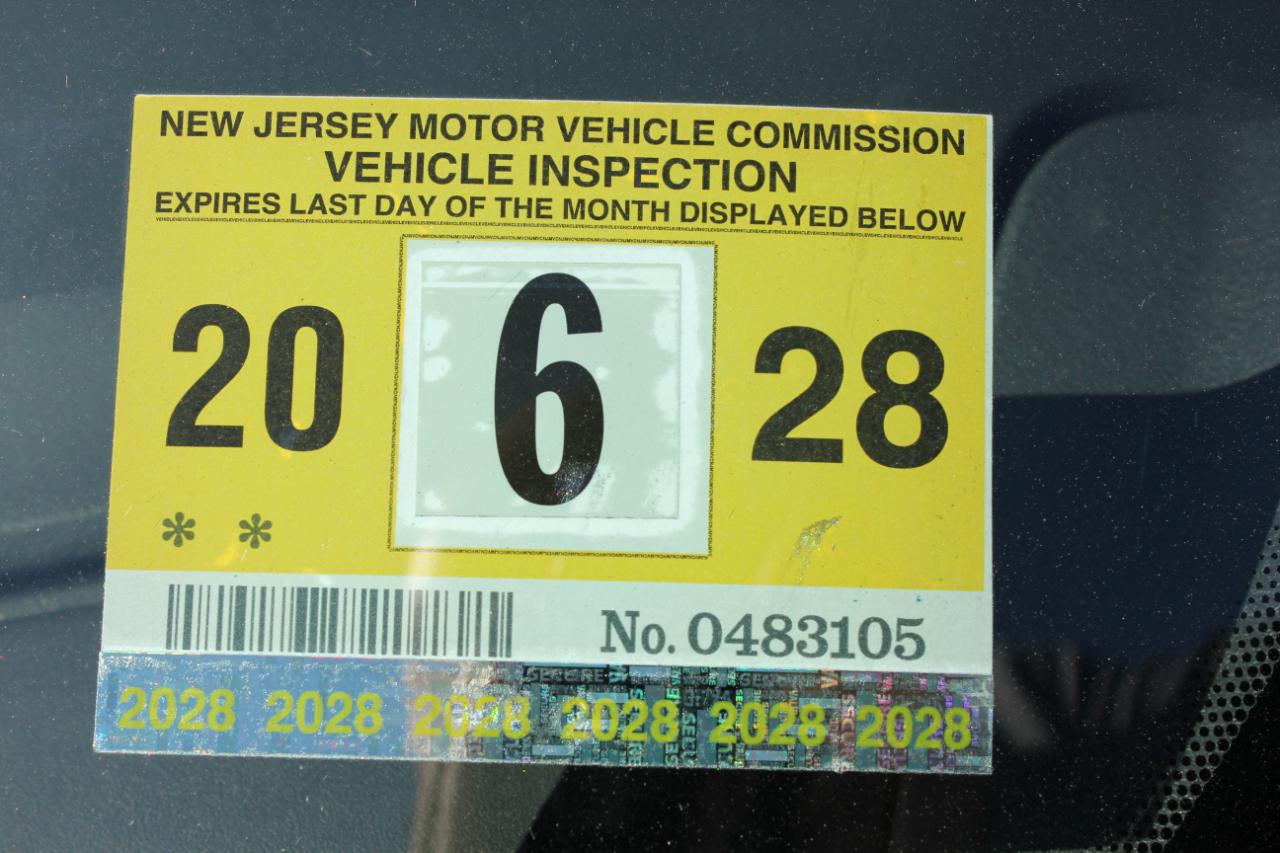 NEW JERSEY MOTOR VEHICLE COMMISSION
VEHICLE INSPECTION
EXPIRES LAST DAY OF THE MONTH DISPLAYED BELOW
20 6 28
* *
No. 0483105
2028 2028 2028 2028 2028 2028